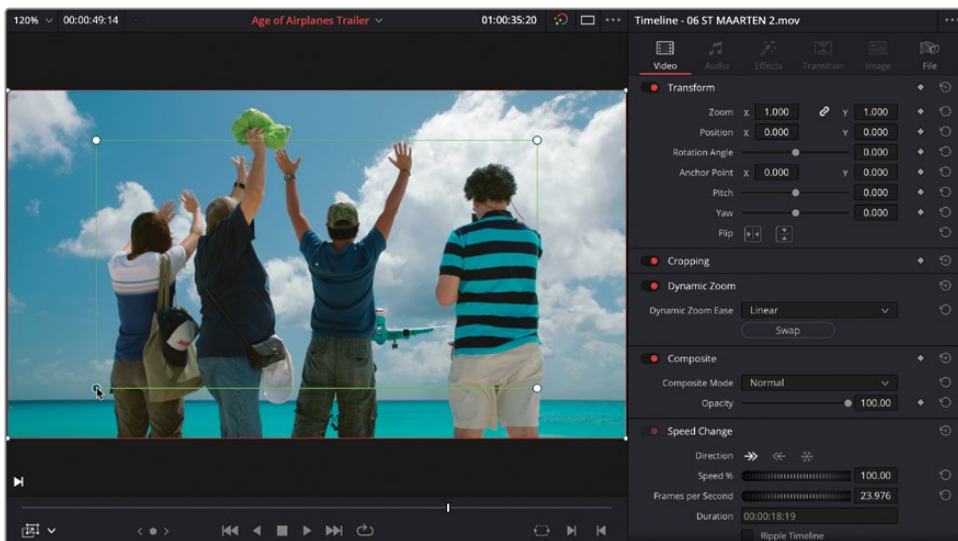 120% 00:00:49:14 Age of Airplanes Trailer 01:00:35:20 Timeline - 06 ST MAARTEN 2.mov
Video Audio Effects Transition Image File
Transform
Zoom X 1.000 Y 1.000
Position X 0.000 Y 0.000
Rotation Angle 0.000
Anchor Point X 0.000 Y 0.000
Pitch 0.000
Yaw 0.000
Flip
Cropping
Dynamic Zoom
Dynamic Zoom Ease Linear
Swap
Composite
Composite Mode Normal
Opacity 100.00
Speed Change
Direction
Speed % 100.00
Frames per Second 23.976
Duration 00:00:18:19
Ripple Timeline